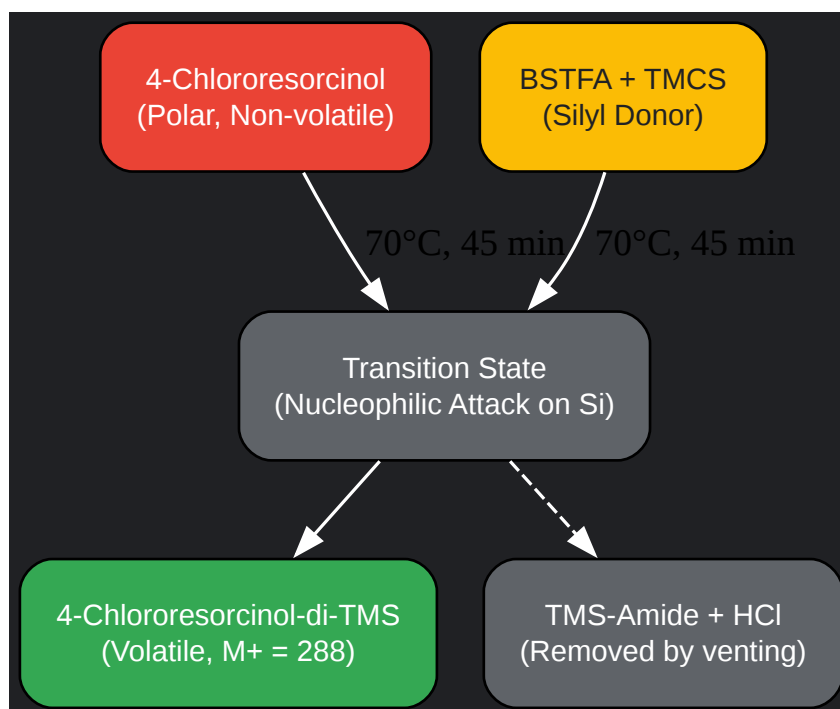 4-Chlororesorcinol
(Polar, Non-volatile)
BSTFA + TMCS
(Silyl Donor)
70°C, 45 min
70°C, 45 min
Transition State
(Nucleophilic Attack on Si)
4-Chlororesorcinol-di-TMS
(Volatile, M+ = 288)
TMS-Amide + HCl
(Removed by venting)